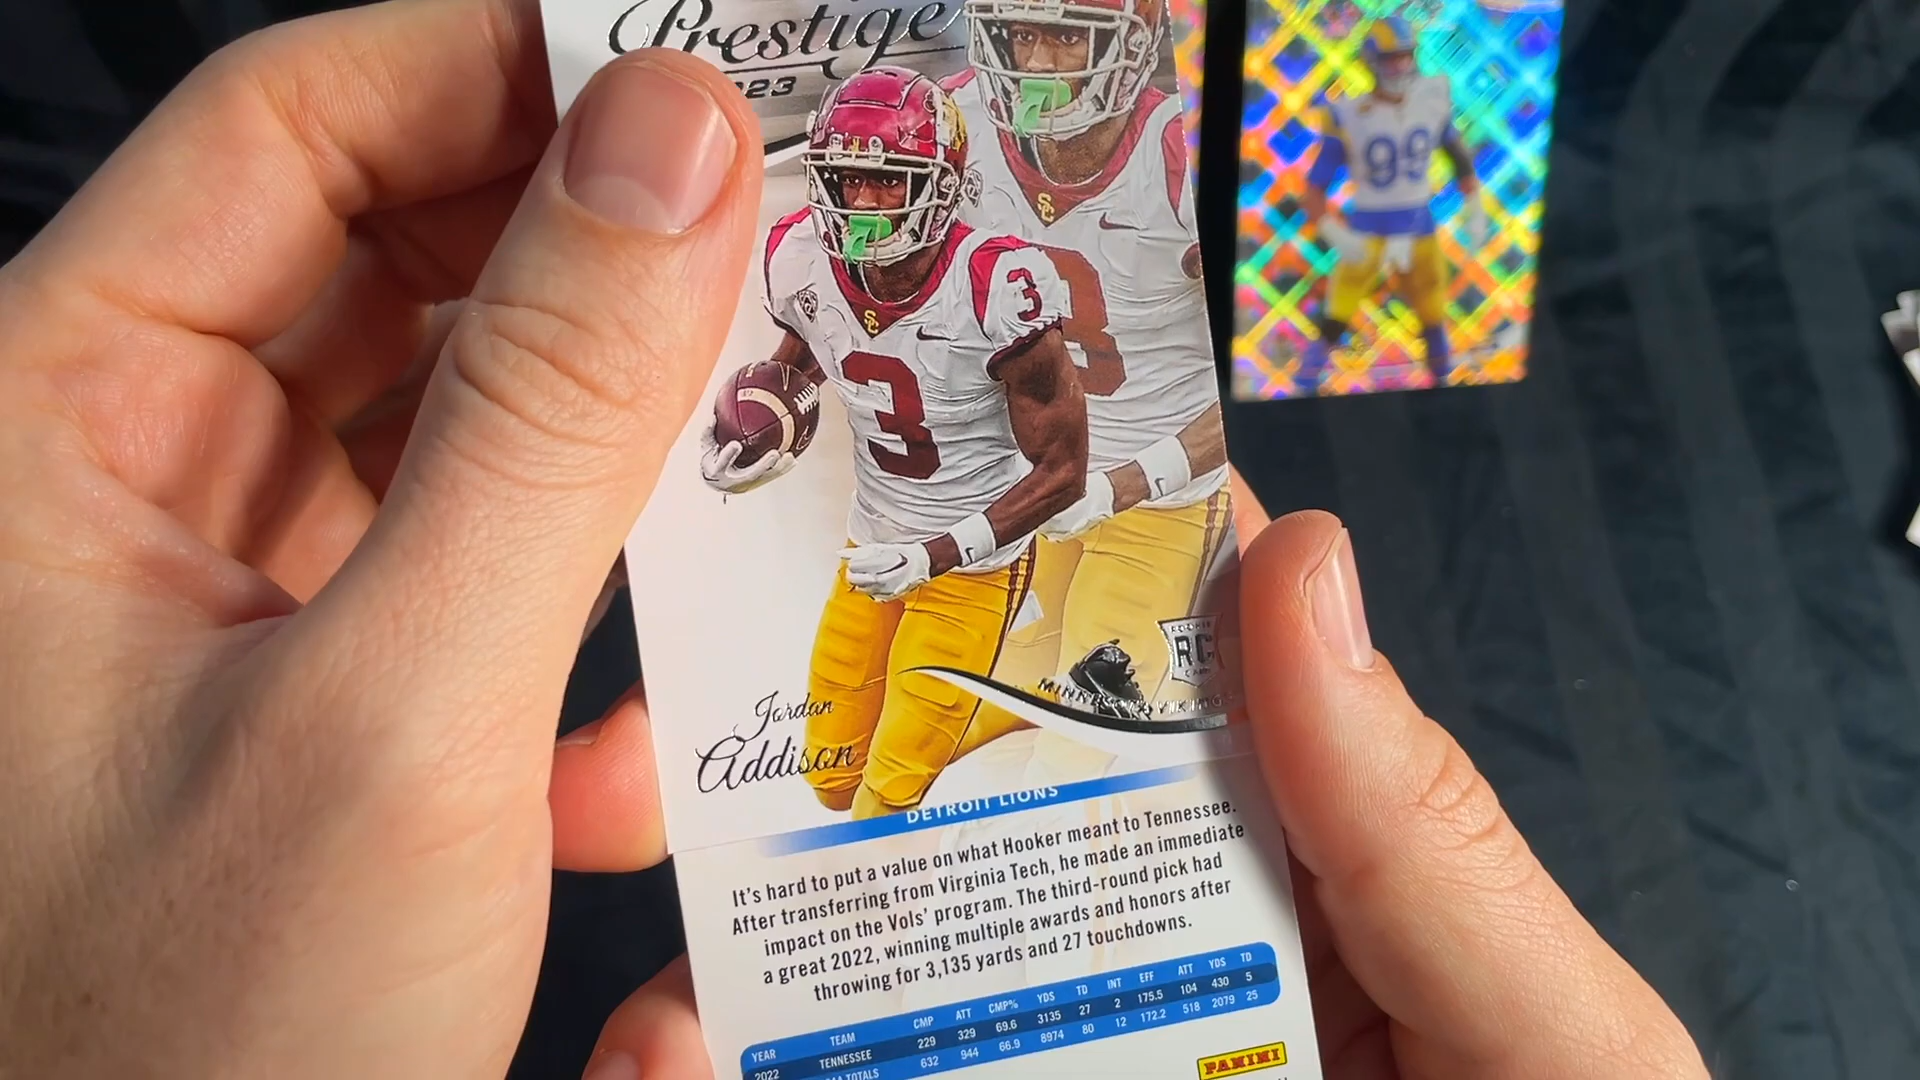 Prestige
2023
SC
3
3
SC
3
99
ROOKIE
RC
CARD
MINNESOTA VIKINGS
Jordan
Addison
DETROIT LIONS
It's hard to put a value on what Hooker meant to Tennessee.
After transferring from Virginia Tech, he made an immediate
impact on the Vols' program. The third-round pick had
a great 2022, winning multiple awards and honors after
throwing for 3,135 yards and 27 touchdowns.
YEAR TEAM CMP ATT CMP% YDS TD INT EFF ATT YDS TD
2022 TENNESSEE 229 329 69.6 3135 27 2 175.5 104 430 5
TOTALS 632 944 66.9 8974 80 12 172.2 518 2079 25
PANINI